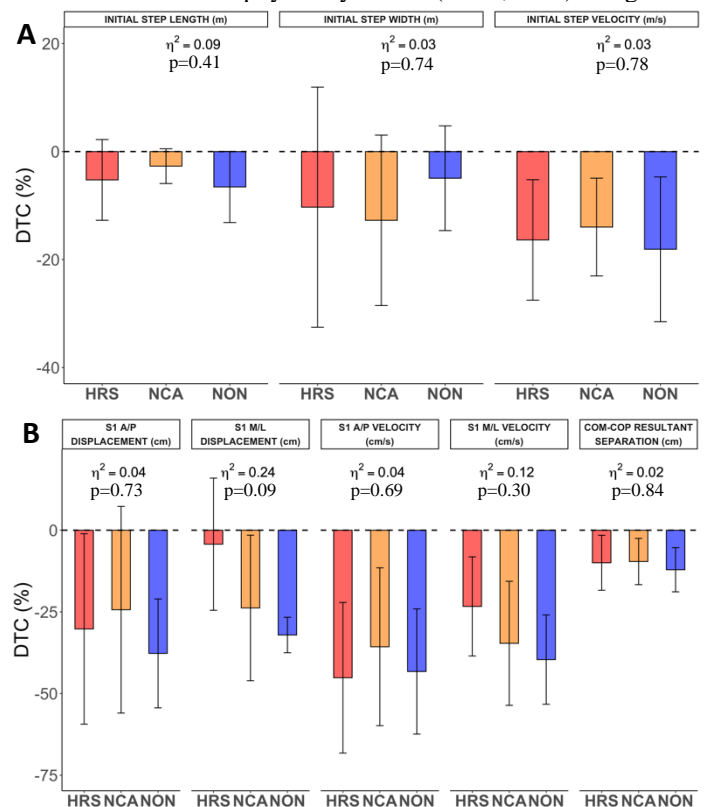 A
INITIAL STEP LENGTH (m)
INITIAL STEP WIDTH (m)
INITIAL STEP VELOCITY (m/s)
η² = 0.09
p=0.41
η² = 0.03
p=0.74
η² = 0.03
p=0.78
DTC (%)
20
0
-20
-40
HRS NCA NON
HRS NCA NON
HRS NCA NON
B
S1 A/P
DISPLACEMENT (cm)
S1 M/L
DISPLACEMENT (cm)
S1 A/P VELOCITY
(cm/s)
S1 M/L VELOCITY
(cm/s)
COM-COP RESULTANT
SEPARATION (cm)
η² = 0.04
p=0.73
η² = 0.24
p=0.09
η² = 0.04
p=0.69
η² = 0.12
p=0.30
η² = 0.02
p=0.84
DTC (%)
0
-25
-50
-75
HRS NCA NON
HRS NCA NON
HRS NCA NON
HRS NCA NON
HRS NCA NON